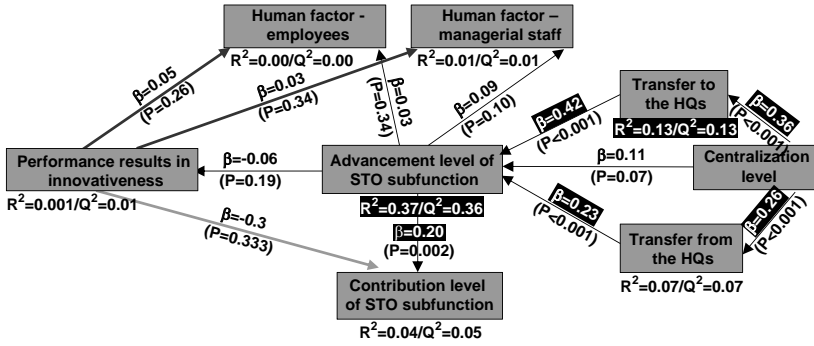 Human factor -
employees
R²=0.00/Q²=0.00
Human factor –
managerial staff
R²=0.01/Q²=0.01
β=0.05
(P=0.26)
β=0.03
(P=0.34)
β=0.03
(P=0.34)
β=0.09
(P=0.10)
β=0.42
(P<0.001)
Transfer to
the HQs
R²=0.13/Q²=0.13
β=0.36
(P<0.001)
Performance results in
innovativeness
R²=0.001/Q²=0.01
β=-0.06
(P=0.19)
Advancement level of
STO subfunction
R²=0.37/Q²=0.36
β=0.11
(P=0.07)
Centralization
level
β=-0.3
(P=0.333)
β=0.20
(P=0.002)
β=0.23
(P<0.001)
β=0.26
(P<0.001)
Transfer from
the HQs
R²=0.07/Q²=0.07
Contribution level
of STO subfunction
R²=0.04/Q²=0.05